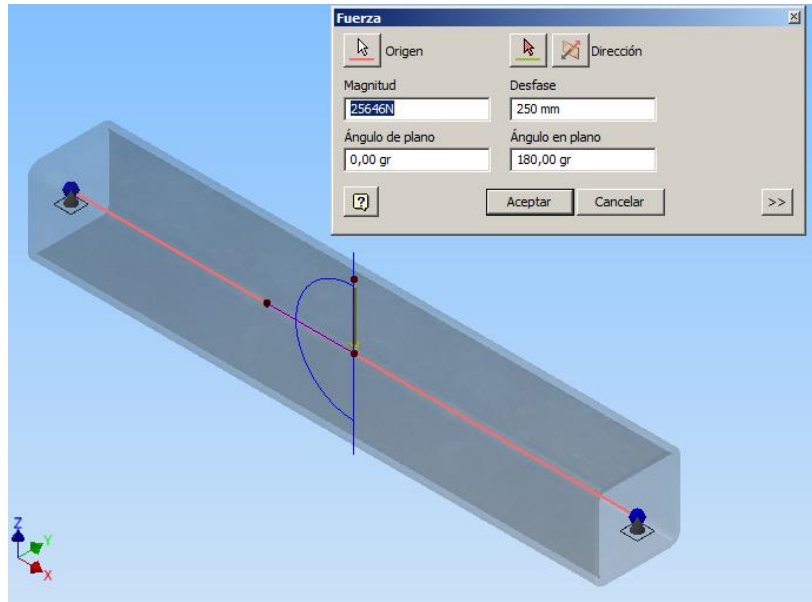 Fuerza
Origen
Dirección
Magnitud
Desfase
25646N
250 mm
Ángulo de plano
Ángulo en plano
0,00 gr
180,00 gr
Aceptar
Cancelar
>>
Z
Y
X